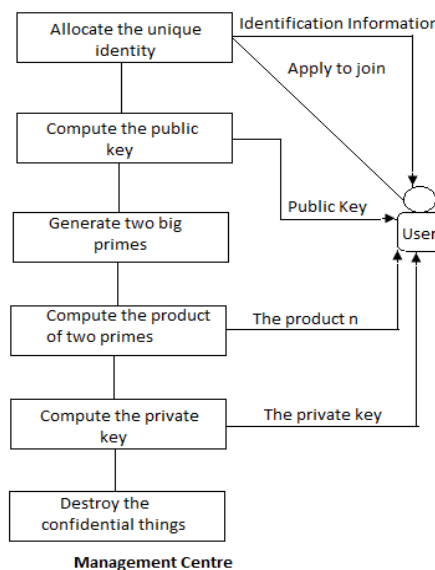 Allocate the unique
identity
Identification Information
Apply to join
Compute the public
key
Public Key
User
Generate two big
primes
Compute the product
of two primes
The product n
Compute the private
key
The private key
Destroy the
confidential things
Management Centre